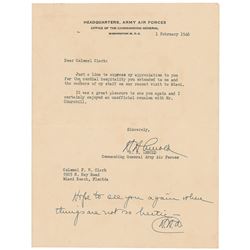 HEADQUARTERS, ARMY AIR FORCES
OFFICE OF THE COMMANDING GENERAL
WASHINGTON
1 February 1946
Dear Colonel Clark:
Just a line to express my appreciation to you
for the cordial hospitality you extended to me and
the members of my staff on our recent visit to Miami.
It was a great pleasure to see you again and I
certainly enjoyed an unofficial reunion with Mr.
Churchill.
Sincerely,
H. H. Arnold
H. H. ARNOLD
Commanding General Army Air Forces
Colonel F. W. Clark
Bay Road
Miami Beach, Florida
Hope to see you again when
things are not so hectic—